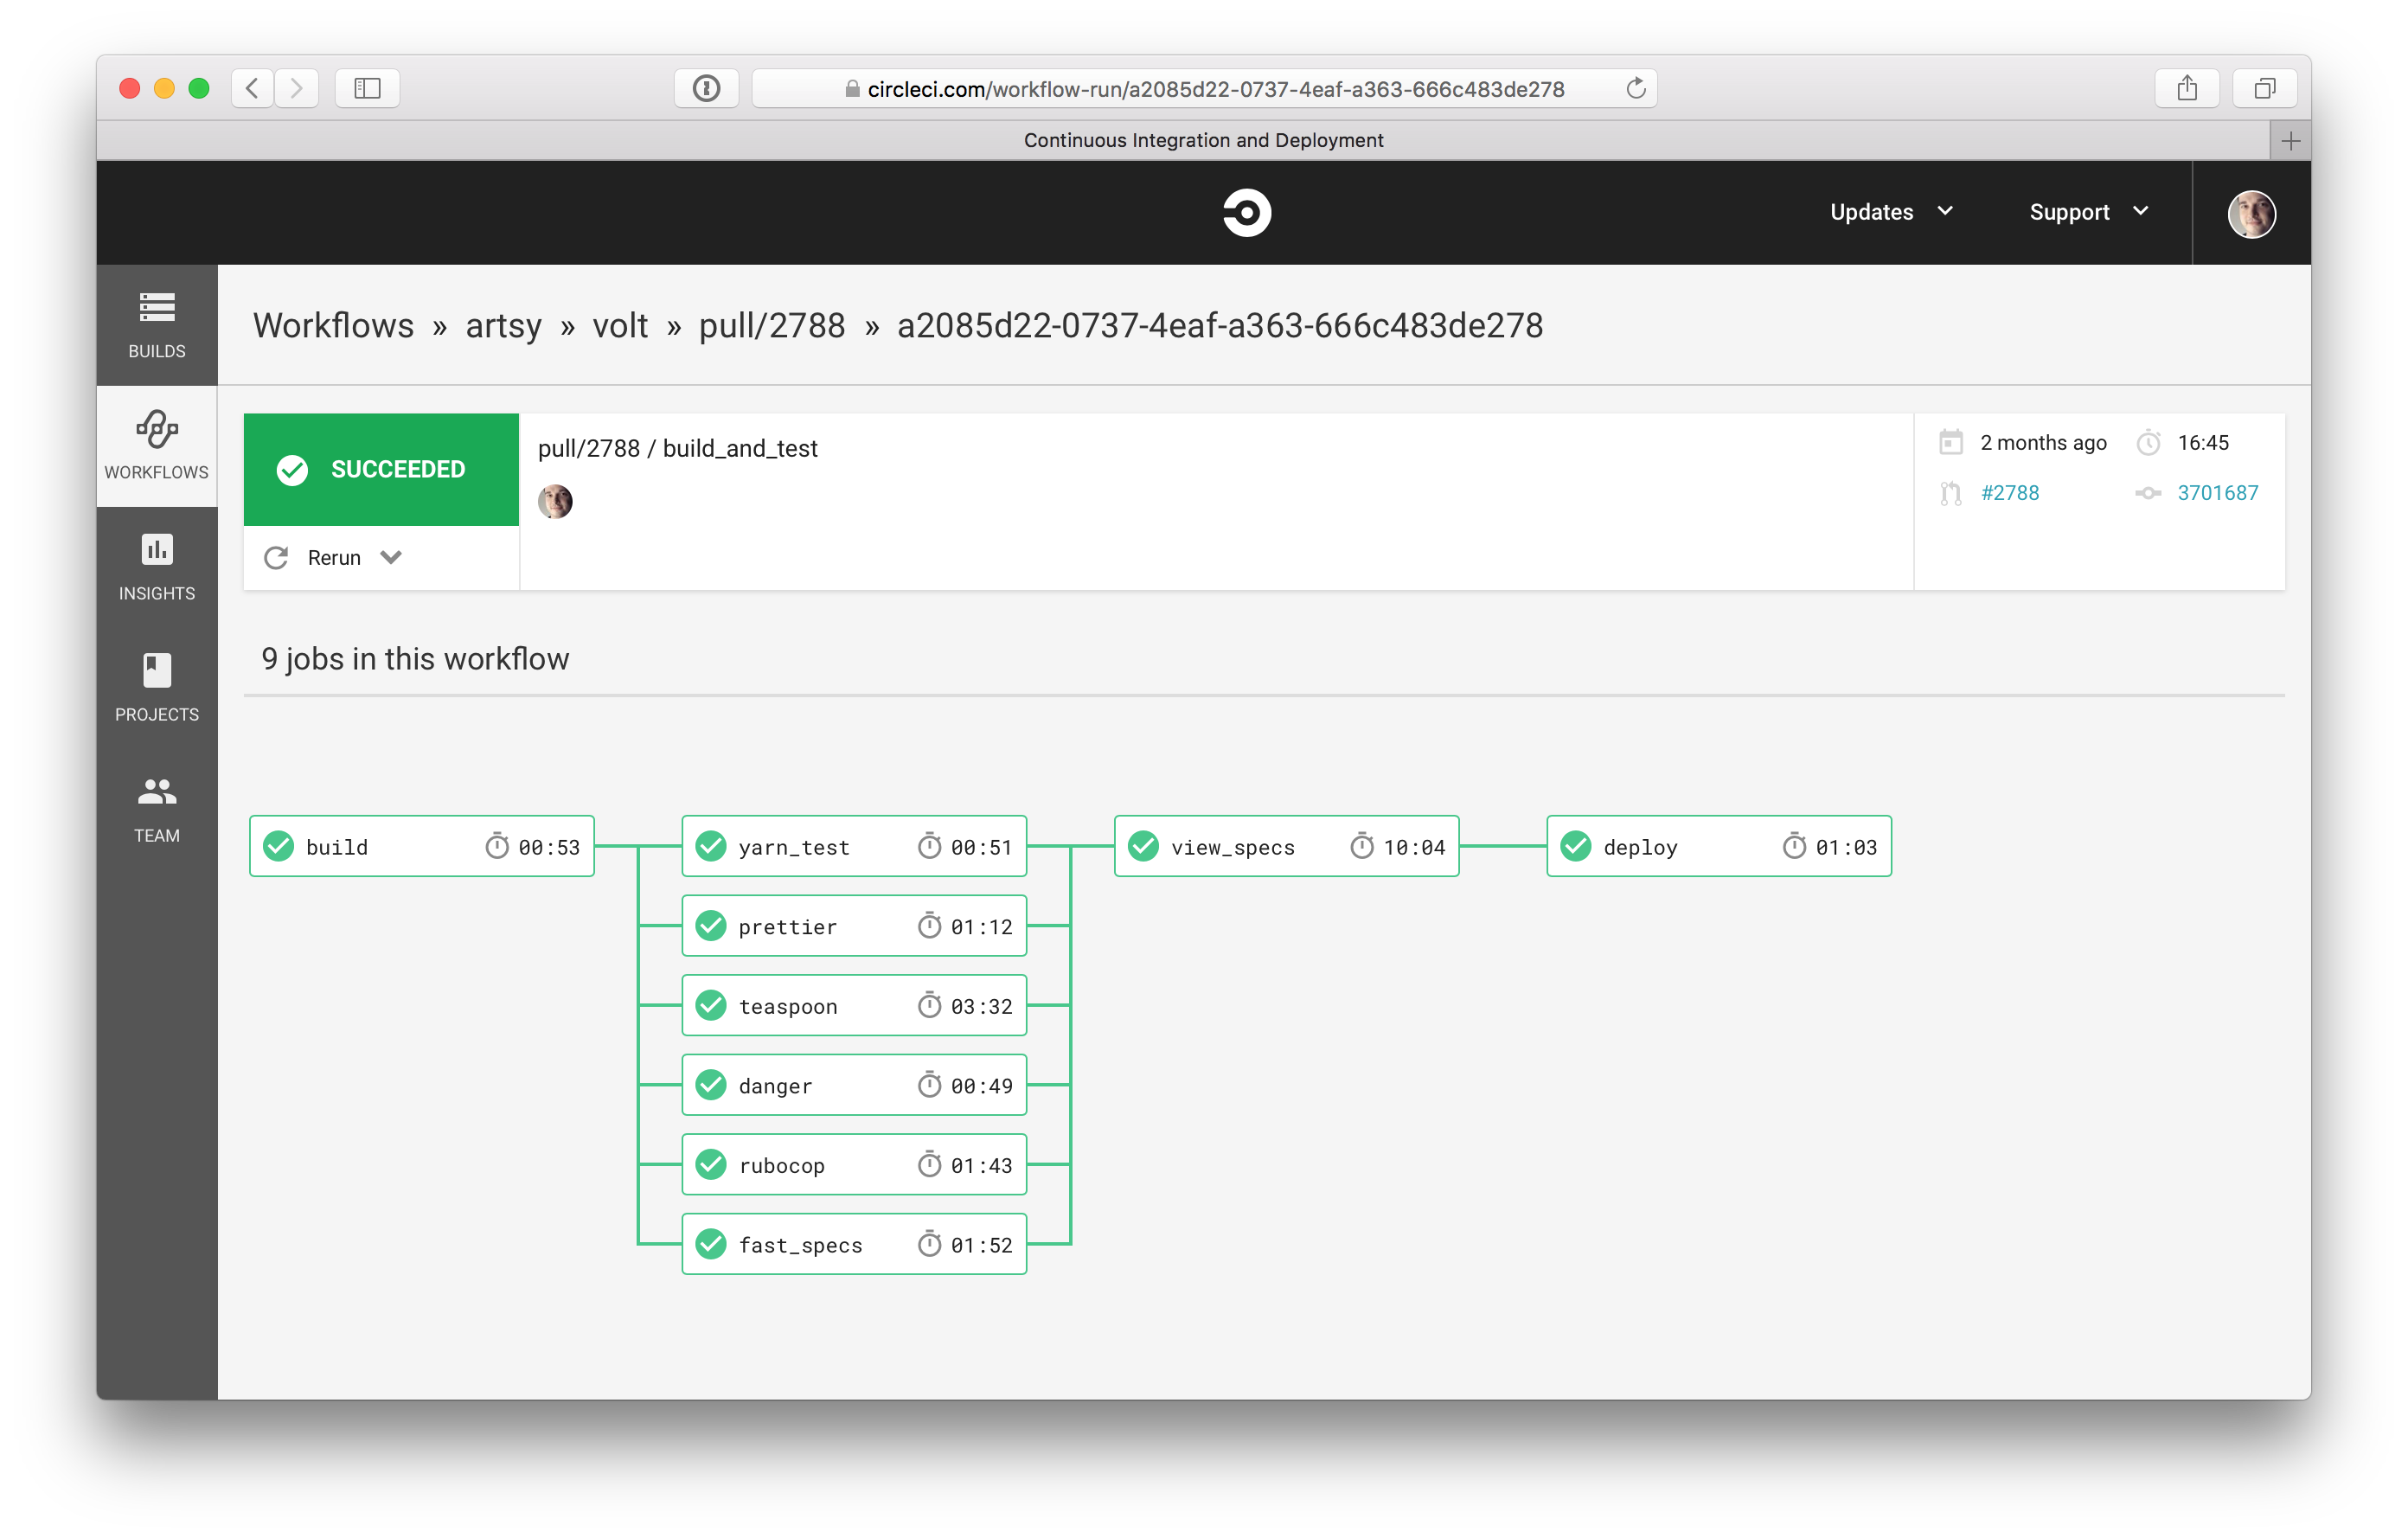 circleci.com/workflow-run/a2085d22-0737-4eaf-a363-666c483de278
Continuous Integration and Deployment
Updates Support
BUILDS
WORKFLOWS
INSIGHTS
PROJECTS
TEAM
Workflows » artsy » volt » pull/2788 » a2085d22-0737-4eaf-a363-666c483de278
SUCCEEDED
Rerun
pull/2788 / build_and_test
2 months ago 16:45
#2788 3701687
9 jobs in this workflow
build 00:53
yarn_test 00:51
prettier 01:12
teaspoon 03:32
danger 00:49
rubocop 01:43
fast_specs 01:52
view_specs 10:04
deploy 01:03